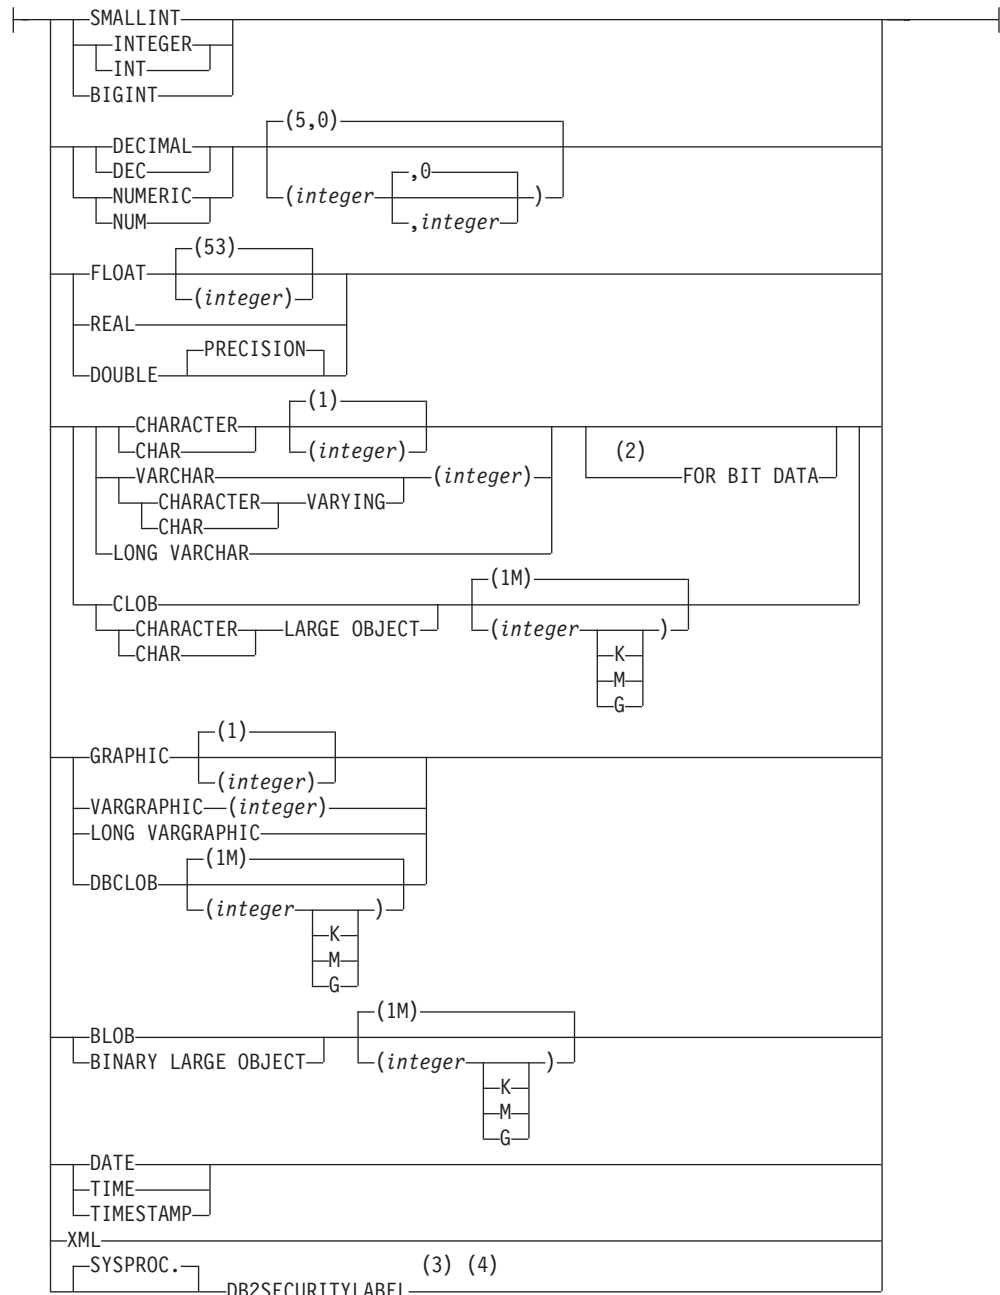 SMALLINT
INTEGER
INT
BIGINT
(5,0)
DECIMAL
DEC
,0
NUMERIC
(integer )
NUM
,integer
(53)
FLOAT
(integer)
REAL
PRECISION
DOUBLE
(1)
CHARACTER
CHAR
(integer)
(2)
VARCHAR
(integer)
FOR BIT DATA
CHARACTER VARYING
CHAR
LONG VARCHAR
(1M)
CLOB
CHARACTER LARGE OBJECT
(integer )
CHAR
K
M
G
(1)
GRAPHIC
(integer)
VARGRAPHIC (integer)
LONG VARGRAPHIC
(1M)
DBCLOB
(integer )
K
M
G
(1M)
BLOB
BINARY LARGE OBJECT
(integer )
K
M
G
DATE
TIME
TIMESTAMP
XML
SYSPROC.
(3) (4)
DB2SECURITYLABEL